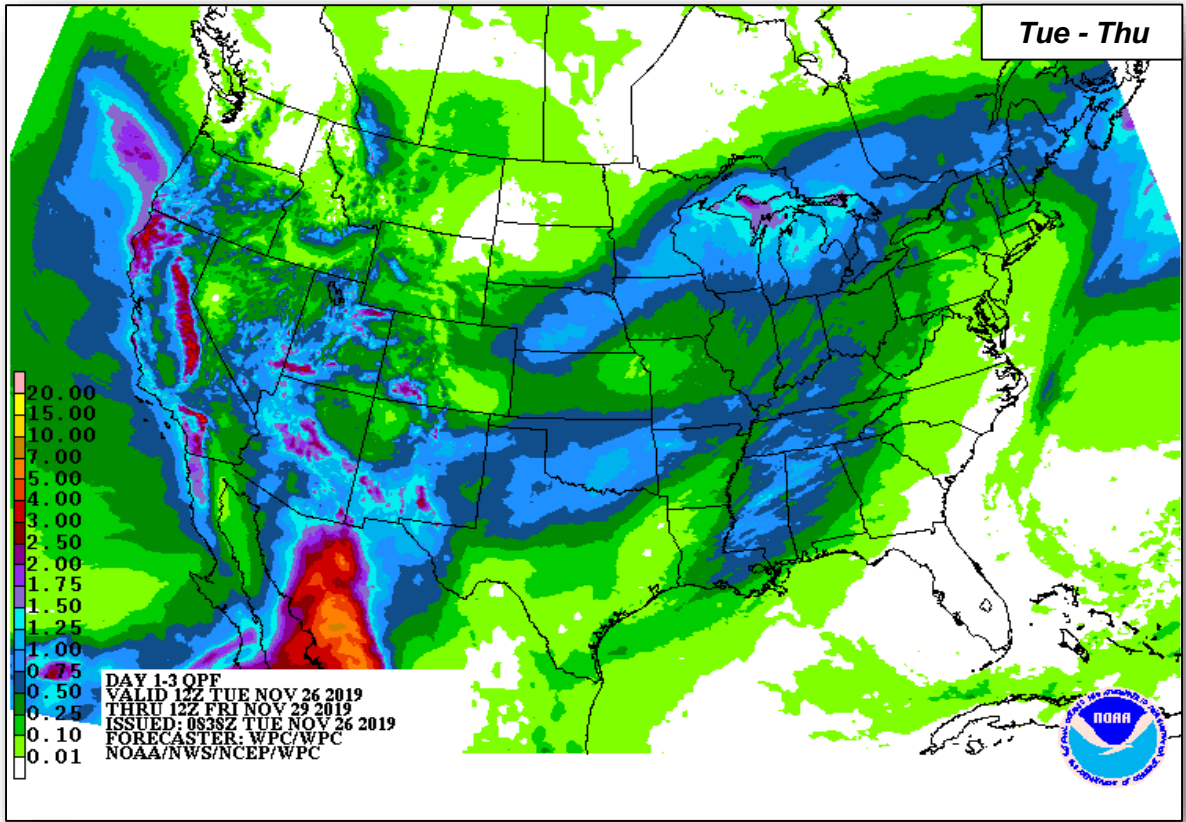 Tue - Thu
20.00
15.00
10.00
7.00
5.00
4.00
3.00
2.50
2.00
1.75
1.50
1.25
1.00
0.75
0.50
0.25
0.10
0.01
DAY 1-3 QPF
VALID 12Z TUE NOV 26 2019
THRU 12Z FRI NOV 29 2019
ISSUED: 0838Z TUE NOV 26 2019
FORECASTER: WPC/WPC
NOAA/NWS/NCEP/WPC
NOAA